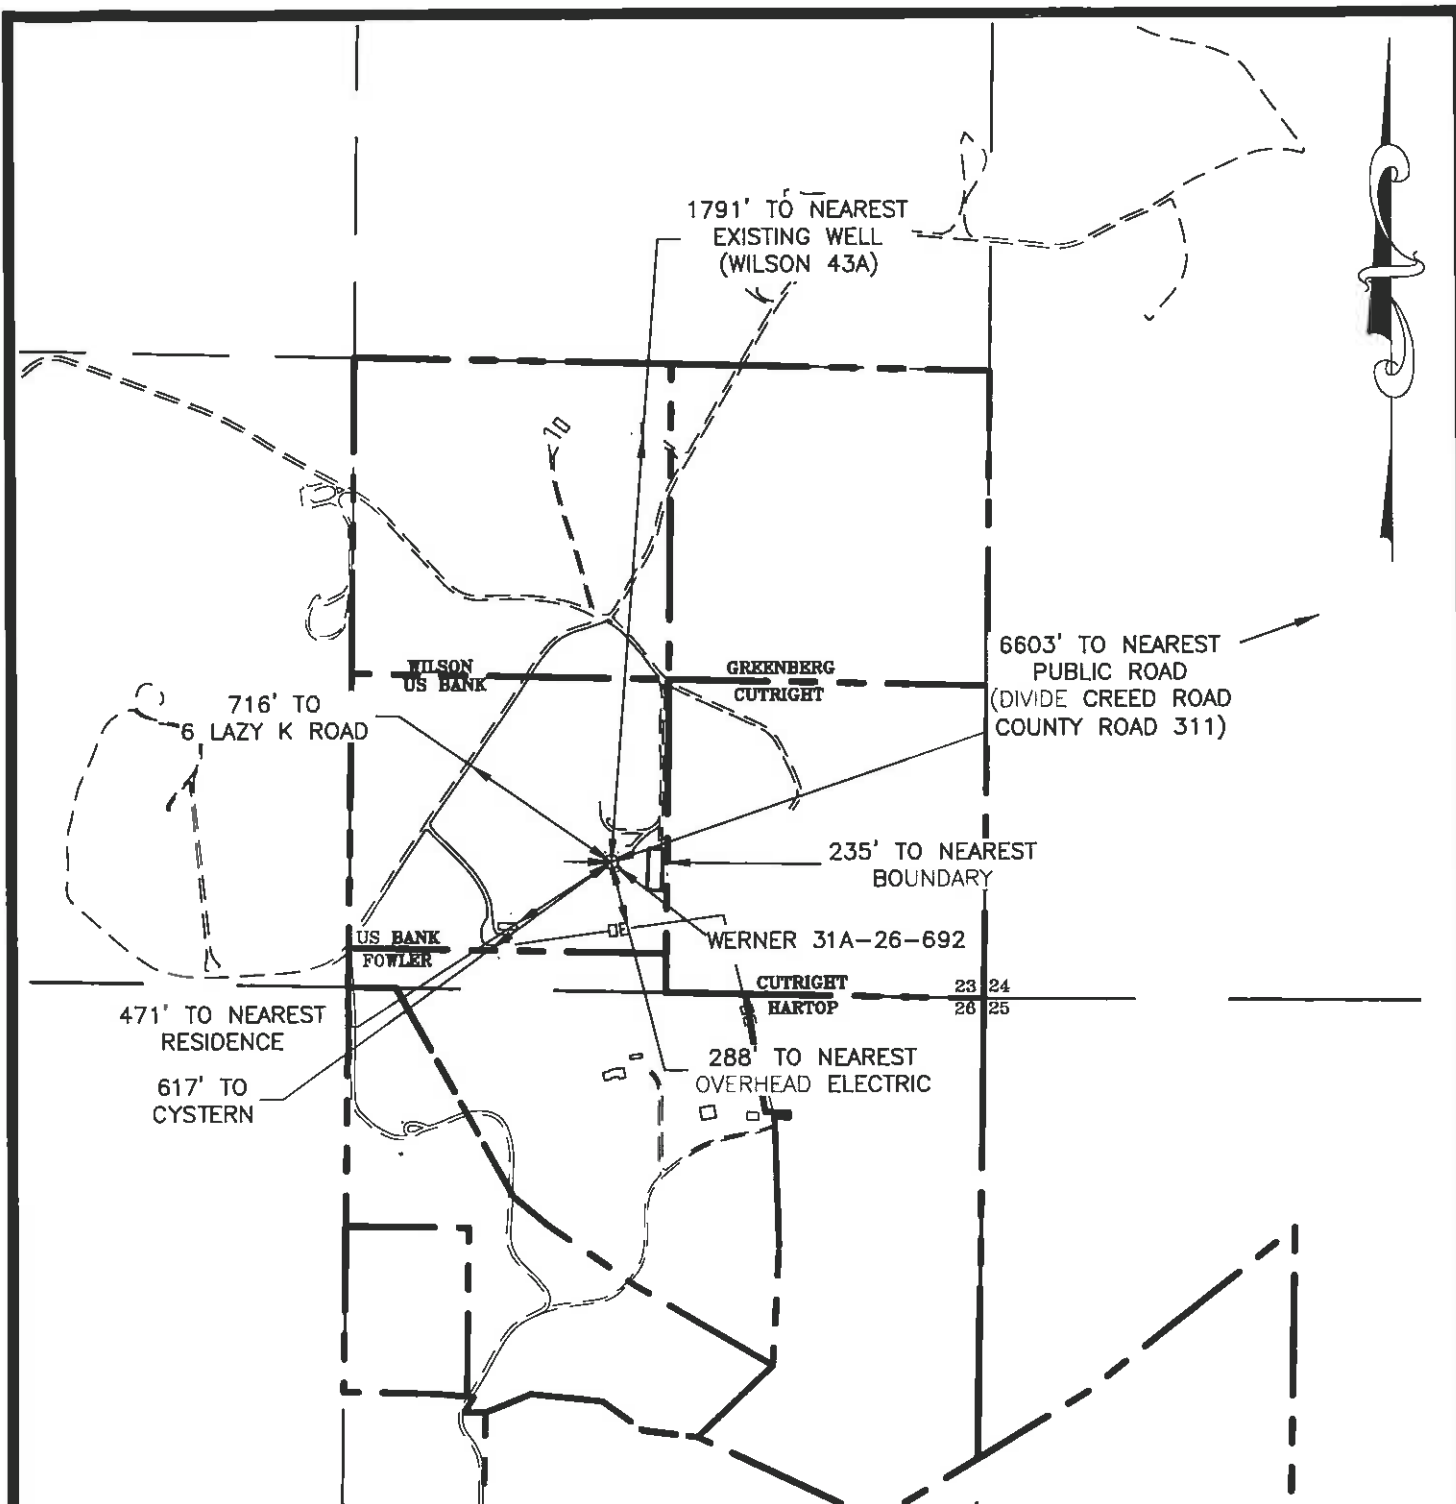 1791' TO NEAREST
EXISTING WELL
(WILSON 43A)
6603' TO NEAREST
PUBLIC ROAD
(DIVIDE CREED ROAD
COUNTY ROAD 311)
WILSON
US BANK
GREENBERG
CUTRIGHT
716' TO
6 LAZY K ROAD
235' TO NEAREST
BOUNDARY
WERNER 31A-26-692
US BANK
FOWLER
CUTRIGHT
HARTOP
23 24
26 25
471' TO NEAREST
RESIDENCE
288' TO NEAREST
OVERHEAD ELECTRIC
617' TO
CYSTERN